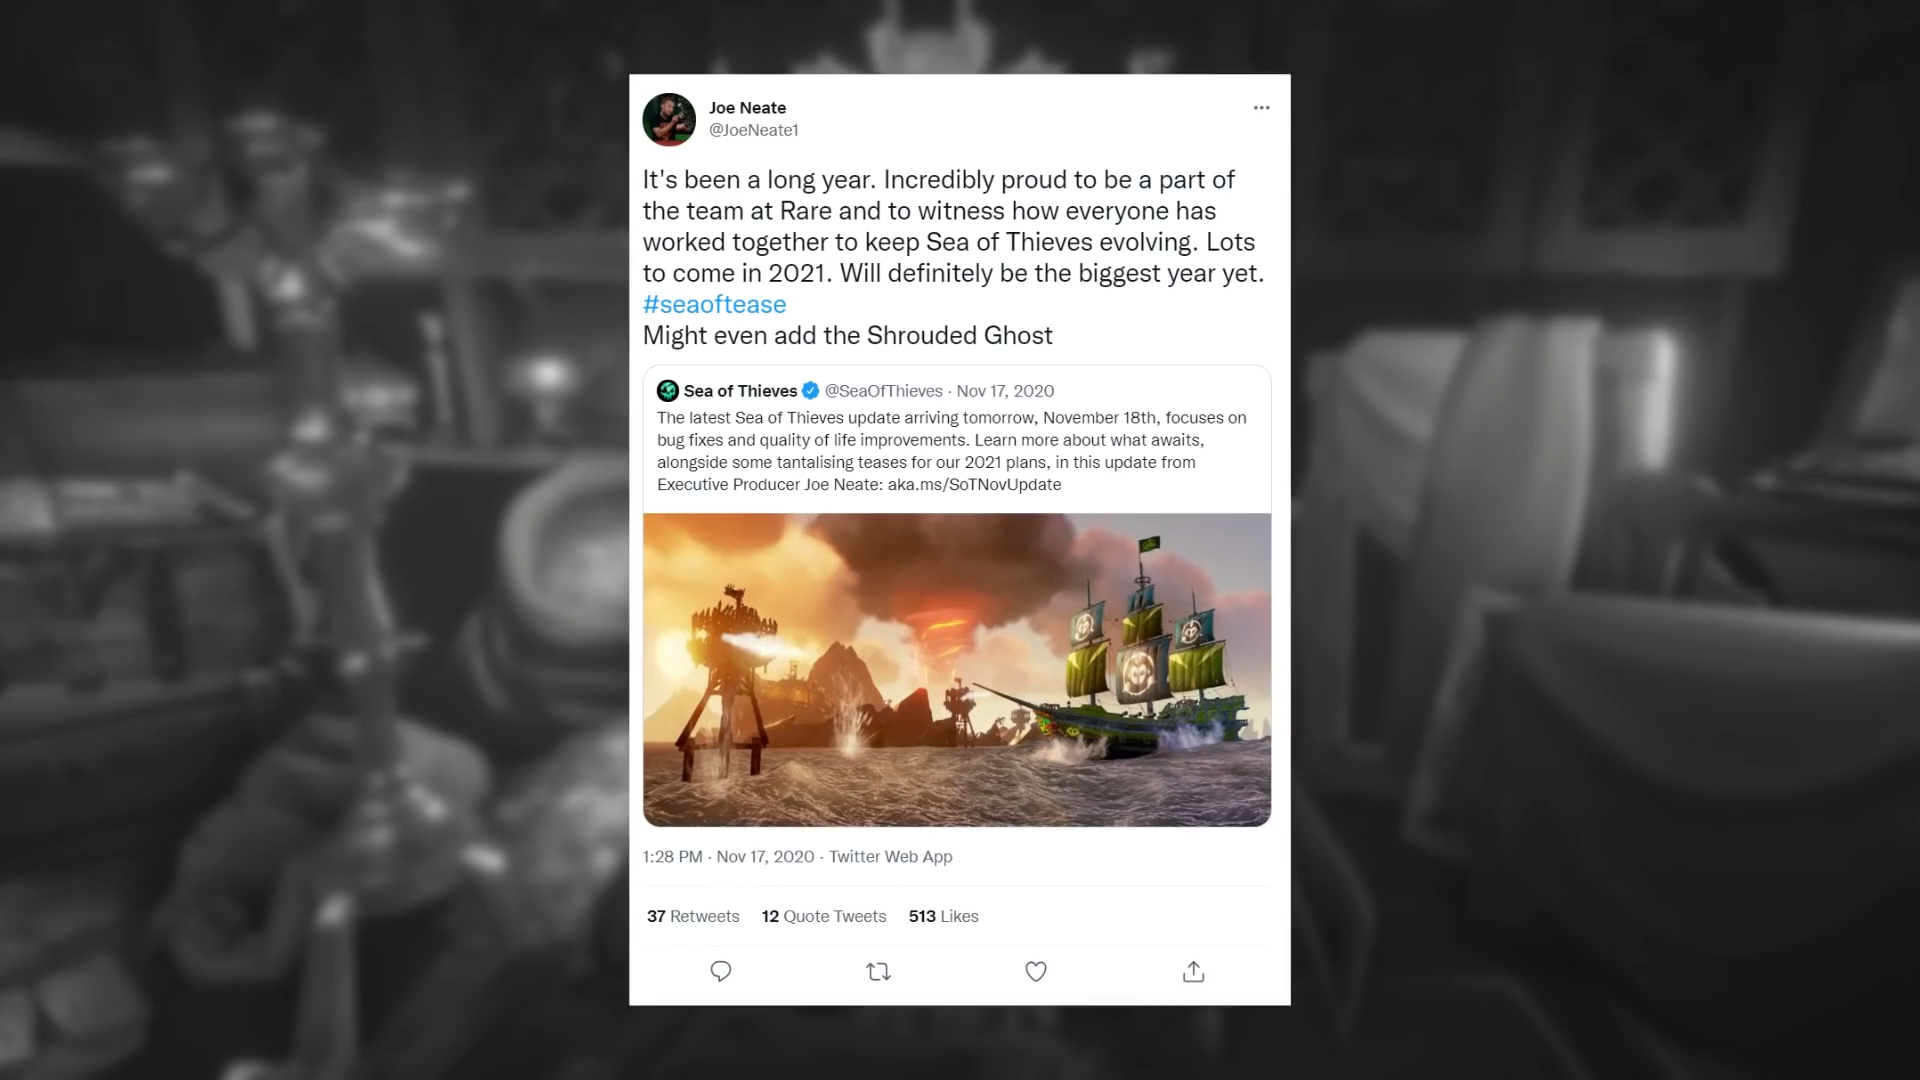 Joe Neate
@JoeNeate1
It's been a long year. Incredibly proud to be a part of
the team at Rare and to witness how everyone has
worked together to keep Sea of Thieves evolving. Lots
to come in 2021. Will definitely be the biggest year yet.
#seaoftease
Might even add the Shrouded Ghost
Sea of Thieves @SeaOfThieves · Nov 17, 2020
The latest Sea of Thieves update arriving tomorrow, November 18th, focuses on
bug fixes and quality of life improvements. Learn more about what awaits,
alongside some tantalising teases for our 2021 plans, in this update from
Executive Producer Joe Neate: aka.ms/SoTNovUpdate
1:28 PM · Nov 17, 2020 · Twitter Web App
37 Retweets 12 Quote Tweets 513 Likes